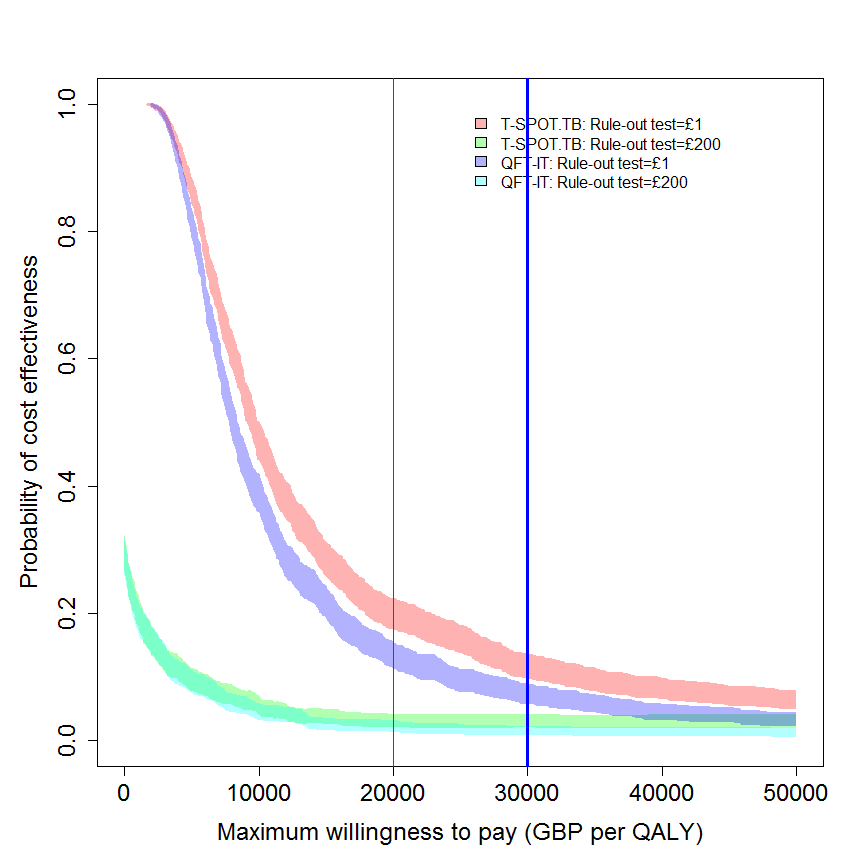 T-SPOT.TB: Rule-out test=£1
T-SPOT.TB: Rule-out test=£200
QFT-IT: Rule-out test=£1
QFT-IT: Rule-out test=£200
Probability of cost effectiveness
1.0
0.8
0.6
0.4
0.2
0.0
0 10000 20000 30000 40000 50000
Maximum willingness to pay (GBP per QALY)